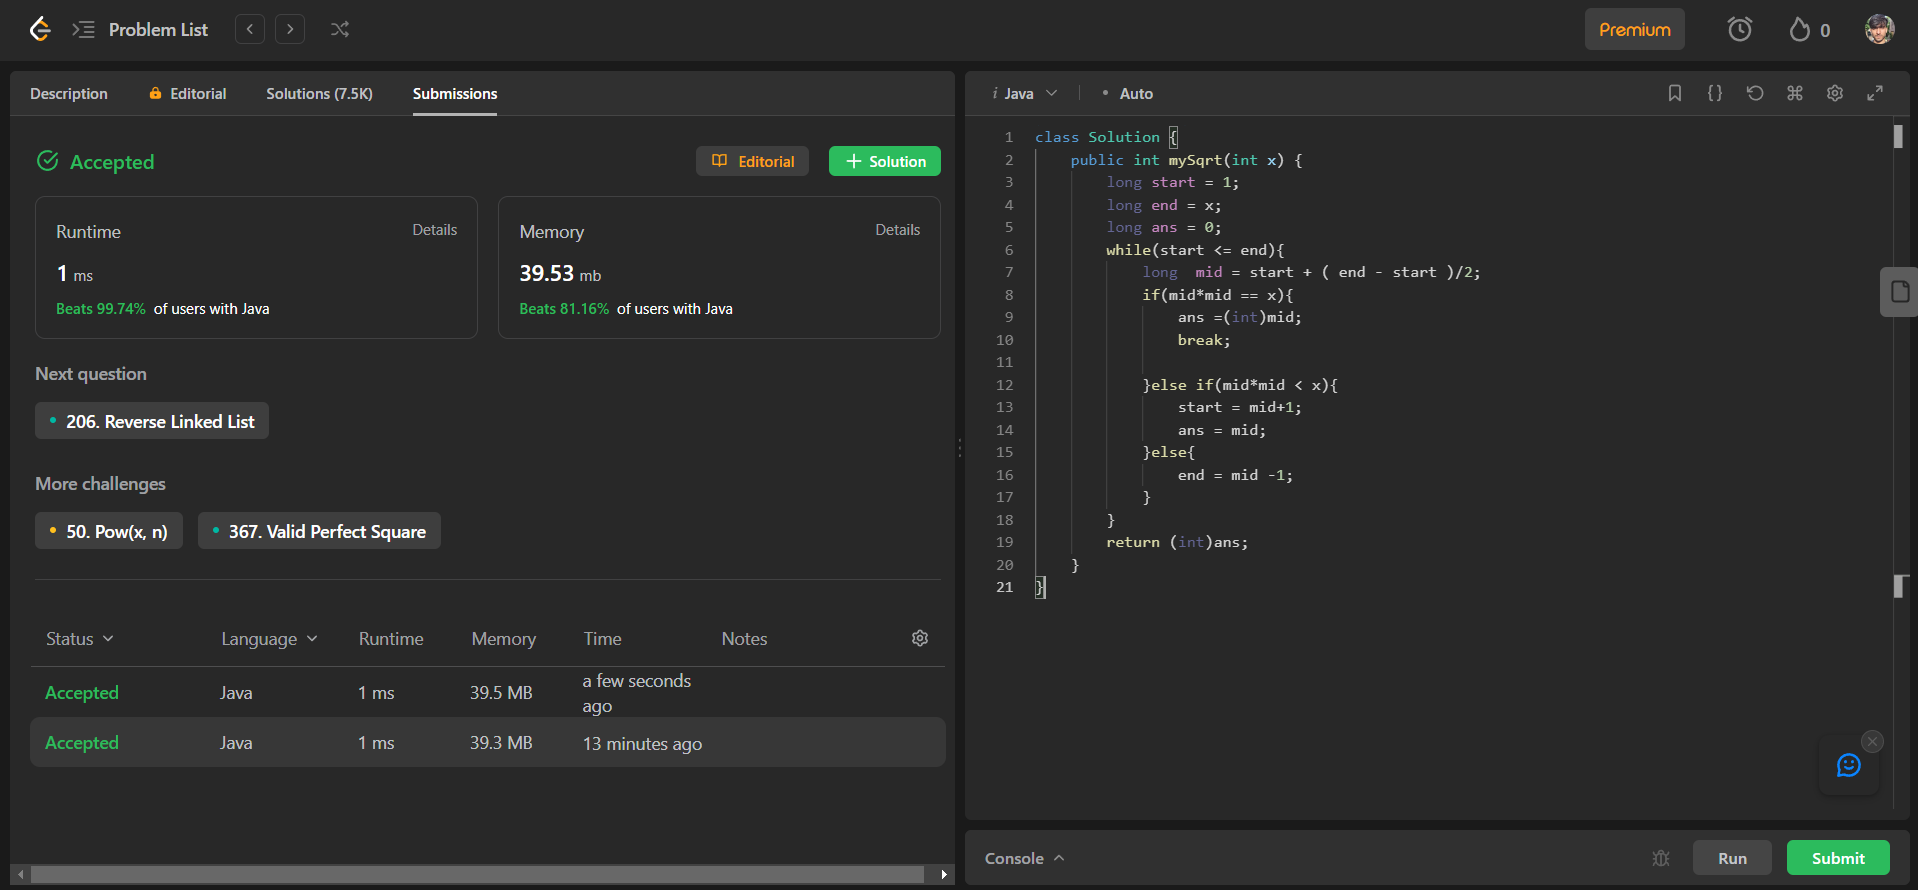 Problem List
Premium
0
Description
Editorial
Solutions (7.5K)
Submissions
Accepted
Editorial
Solution
Runtime
Details
1 ms
Beats 99.74% of users with Java
Memory
Details
39.53 mb
Beats 81.16% of users with Java
Next question
206. Reverse Linked List
More challenges
50. Pow(x, n)
367. Valid Perfect Square
Status Language Runtime Memory Time Notes
Accepted Java 1 ms 39.5 MB a few seconds ago
Accepted Java 1 ms 39.3 MB 13 minutes ago
i Java
Auto
1 class Solution {
2     public int mySqrt(int x) {
3         long start = 1;
4         long end = x;
5         long ans = 0;
6         while(start <= end){
7             long  mid = start + ( end - start )/2;
8             if(mid*mid == x){
9                 ans =(int)mid;
10                 break;
11
12             }else if(mid*mid < x){
13                 start = mid+1;
14                 ans = mid;
15             }else{
16                 end = mid -1;
17             }
18         }
19         return (int)ans;
20     }
21 }
Console
Run
Submit